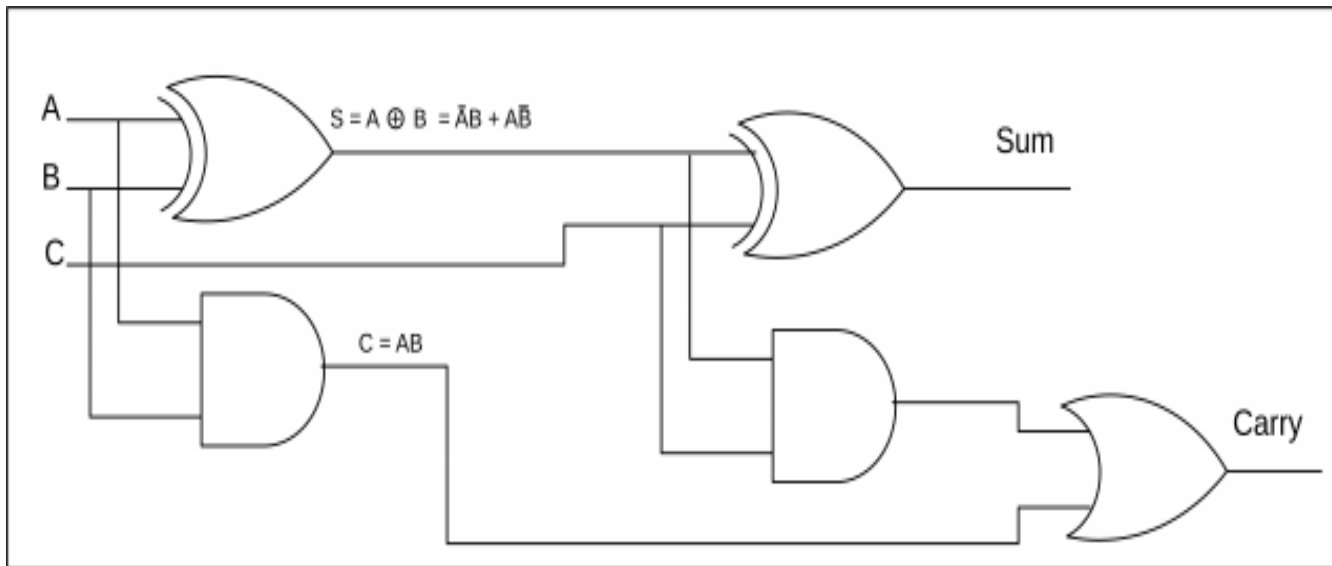 A
S = A ⊕ B = ĀB + AB̅
Sum
B
C
C = AB
Carry